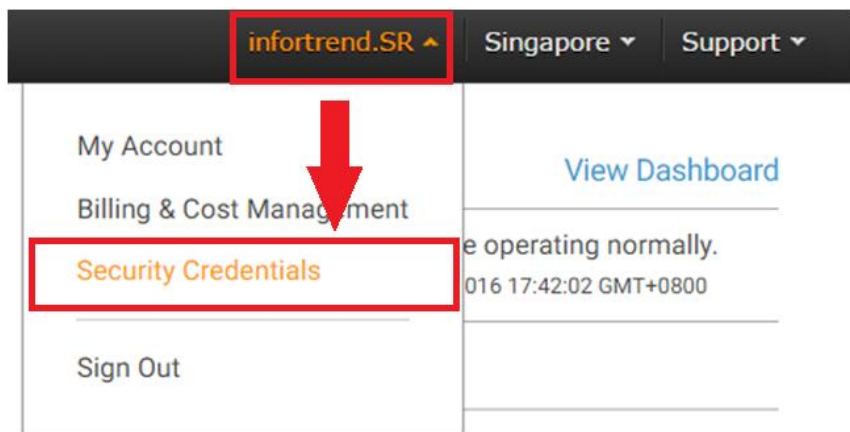 infortrend.SR Singapore Support
My Account
View Dashboard
Billing & Cost Management
e operating normally.
Security Credentials
016 17:42:02 GMT+0800
Sign Out